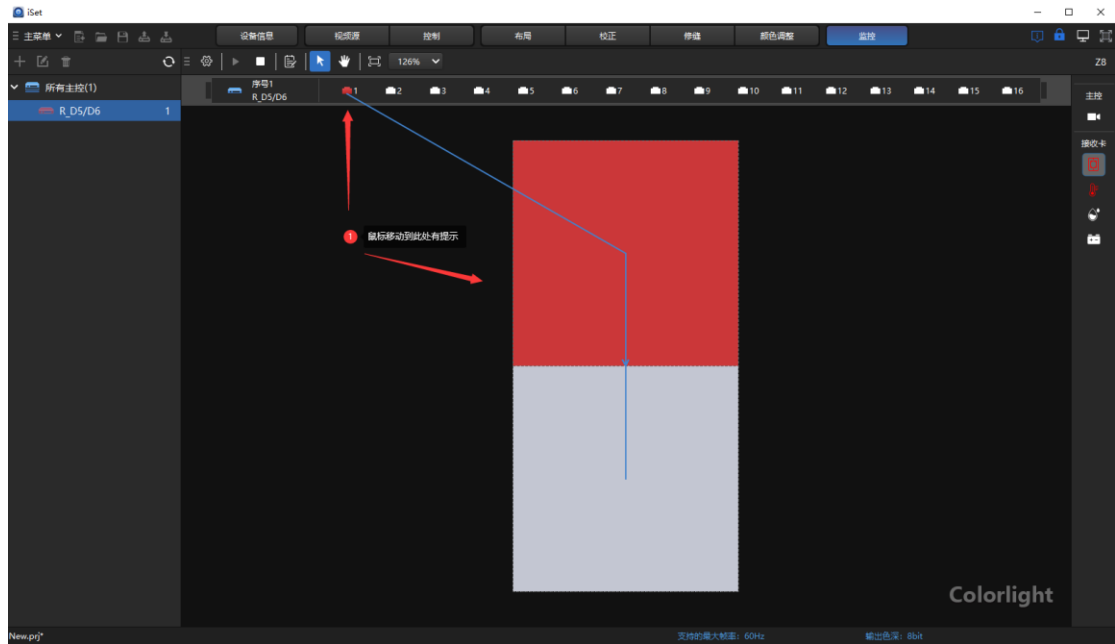 iSet
主菜单
设备信息 视频源 控制 布局 校正 修缝 颜色调整 监控
126%
Z8
所有主控(1)
R_D5/D6 1
序号1
R_D5/D6
1 2 3 4 5 6 7 8 9 10 11 12 13 14 15 16
主控
接收卡
1 鼠标移动到此处有提示
Colorlight
New.prj*
支持的最大帧率: 60Hz
输出色深: 8bit